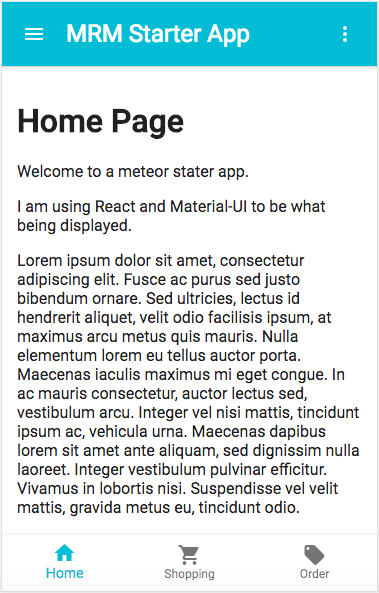 MRM Starter App
Home Page
Welcome to a meteor stater app.
I am using React and Material-UI to be what
being displayed.
Lorem ipsum dolor sit amet, consectetur
adipiscing elit. Fusce ac purus sed justo
bibendum ornare. Sed ultricies, lectus id
hendrerit aliquet, velit odio facilisis ipsum, at
maximus arcu metus quis mauris. Nulla
elementum lorem eu tellus auctor porta.
Maecenas iaculis maximus mi eget congue. In
ac mauris consectetur, auctor lectus sed,
vestibulum arcu. Integer vel nisi mattis, tincidunt
ipsum ac, vehicula urna. Maecenas dapibus
lorem sit amet ante aliquam, sed dignissim nulla
laoreet. Integer vestibulum pulvinar efficitur.
Vivamus in lobortis nisi. Suspendisse vel velit
mattis, gravida metus eu, tincidunt odio.
Home Shopping Order